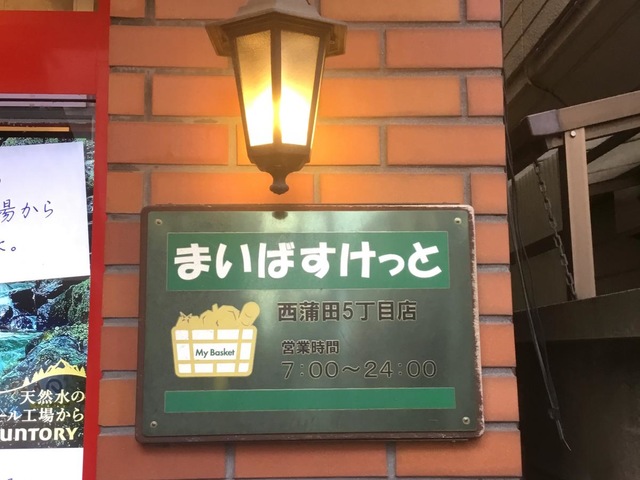 まいばすけっと
西蒲田5丁目店
My Basket
営業時間
7:00～24:00
場から
天然水の
ール工場から
SUNTORY